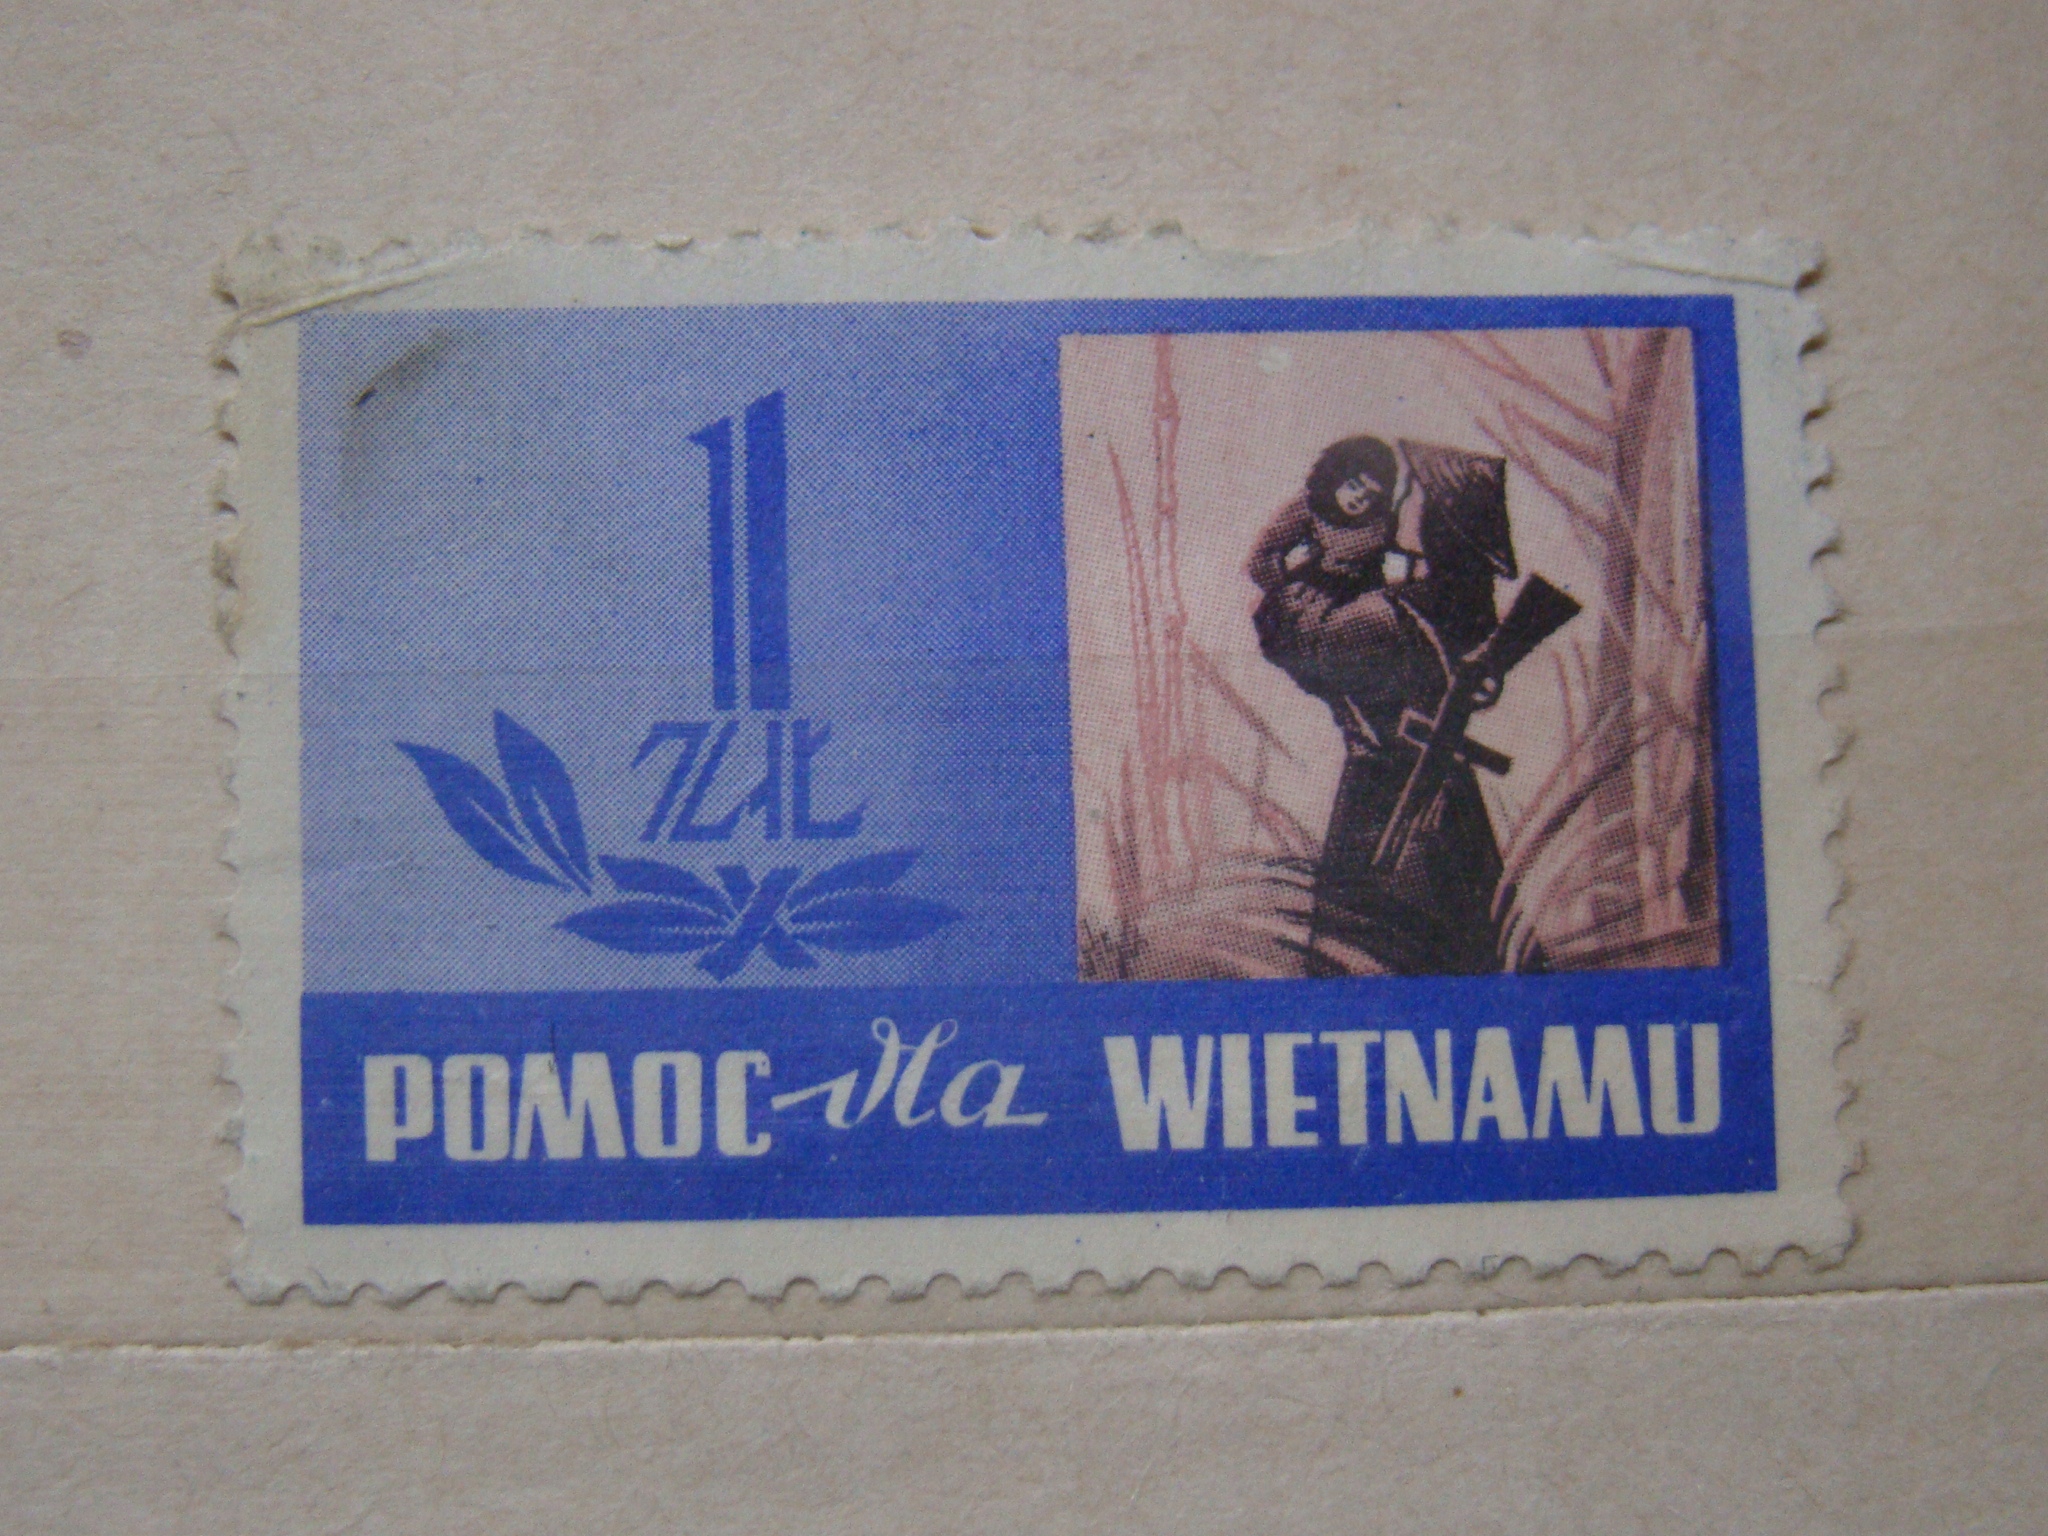 1
ZŁ
POMOC dla WIETNAMU